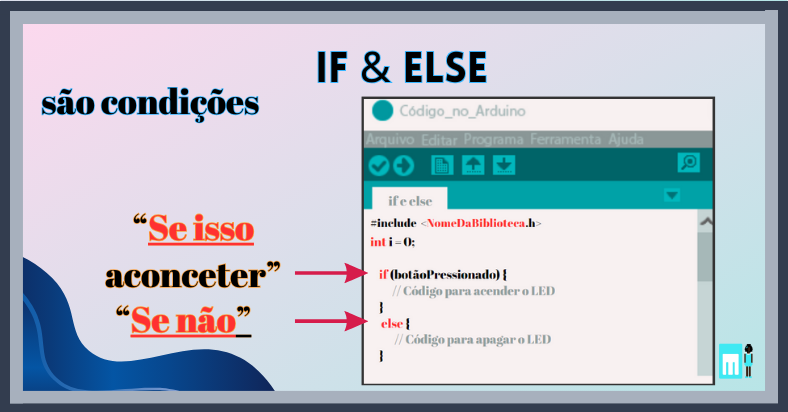 IF & ELSE
são condições
“Se isso
aconceter”
“Se não”
Código_no_Arduino
Arquivo Editar Programa Ferramenta Ajuda
if e else
#include <NomeDaBiblioteca.h>
int i = 0;
if (botãoPressionado) {
// Código para acender o LED
}
else {
// Código para apagar o LED
}
m